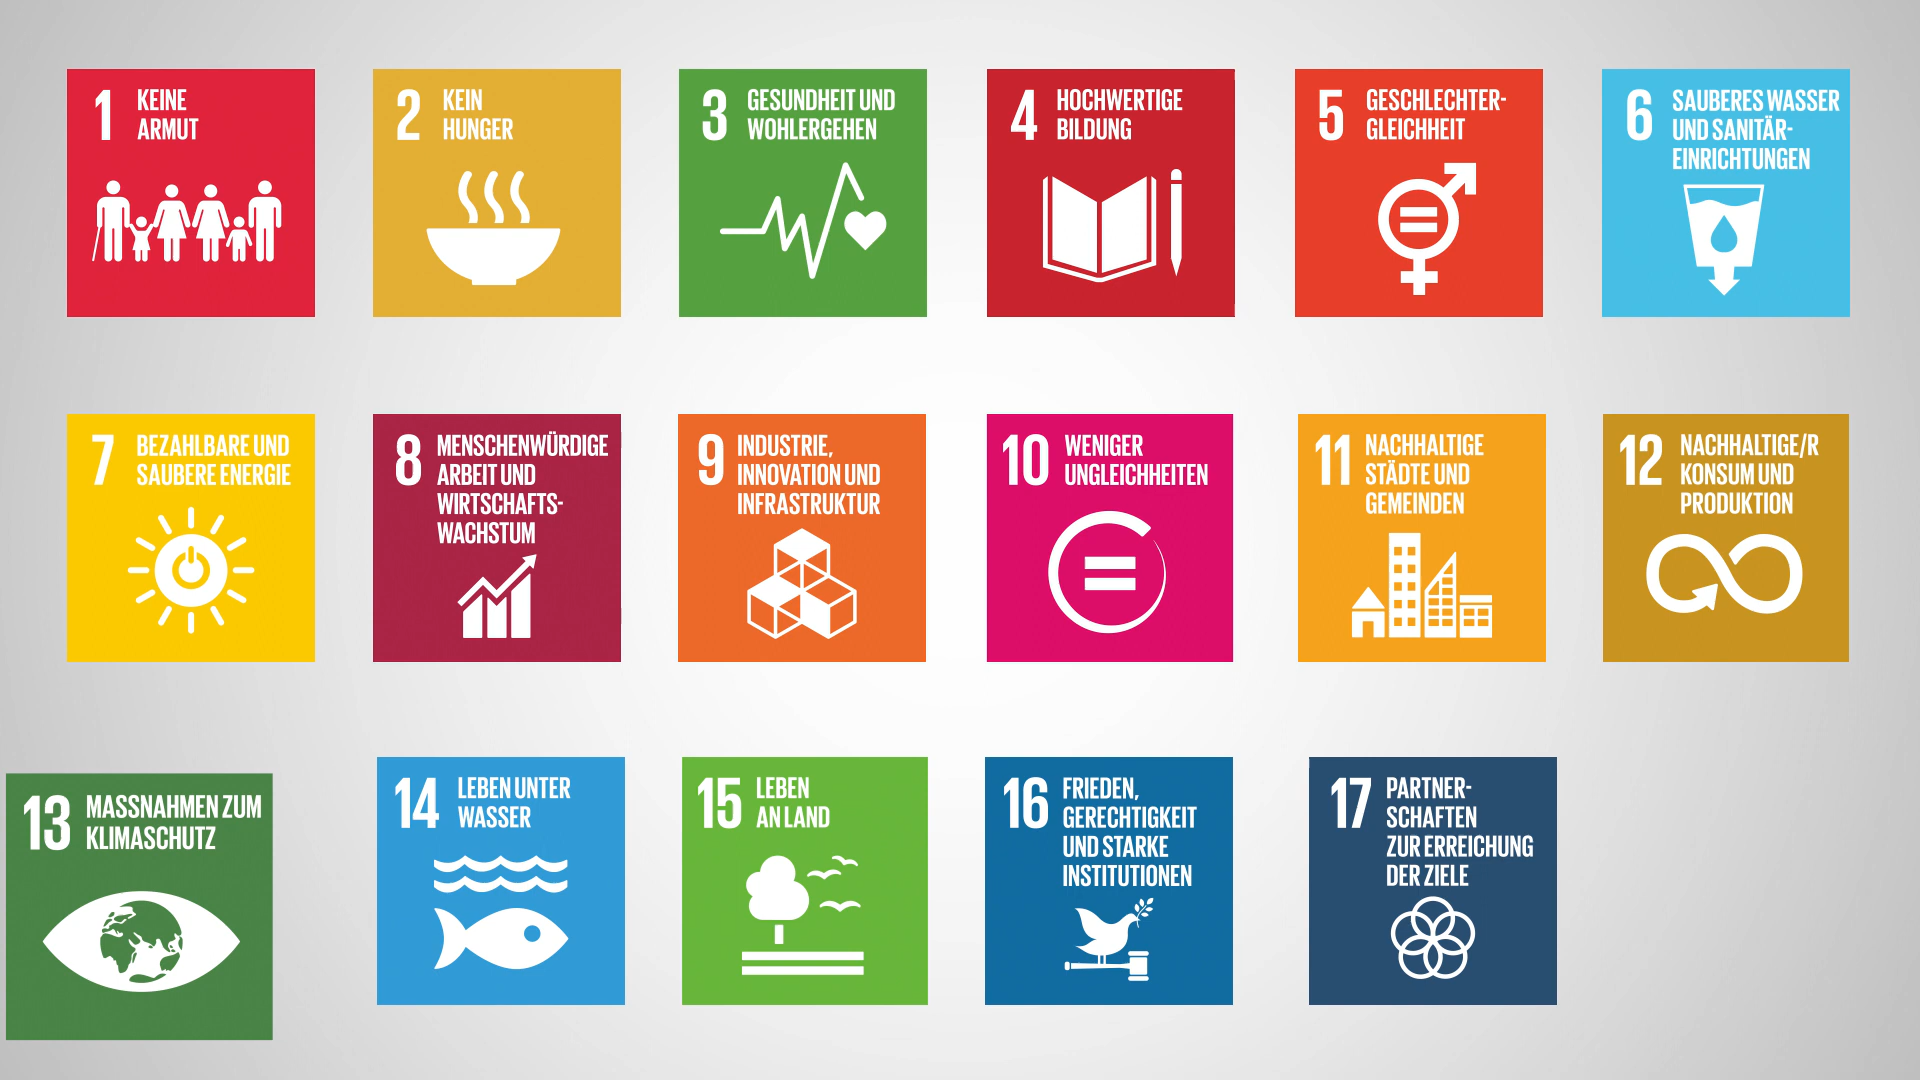 1 KEINE
ARMUT
2 KEIN
HUNGER
3 GESUNDHEIT UND
WOHLERGEHEN
4 HOCHWERTIGE
BILDUNG
5 GESCHLECHTER-
GLEICHHEIT
6 SAUBERES WASSER
UND SANITÄR-
EINRICHTUNGEN
7 BEZAHLBARE UND
SAUBERE ENERGIE
8 MENSCHENWÜRDIGE
ARBEIT UND
WIRTSCHAFTS-
WACHSTUM
9 INDUSTRIE,
INNOVATION UND
INFRASTRUKTUR
10 WENIGER
UNGLEICHHEITEN
11 NACHHALTIGE
STÄDTE UND
GEMEINDEN
12 NACHHALTIGE/R
KONSUM UND
PRODUKTION
13 MASSNAHMEN ZUM
KLIMASCHUTZ
14 LEBEN UNTER
WASSER
15 LEBEN
AN LAND
16 FRIEDEN,
GERECHTIGKEIT
UND STARKE
INSTITUTIONEN
17 PARTNER-
SCHAFTEN
ZUR ERREICHUNG
DER ZIELE